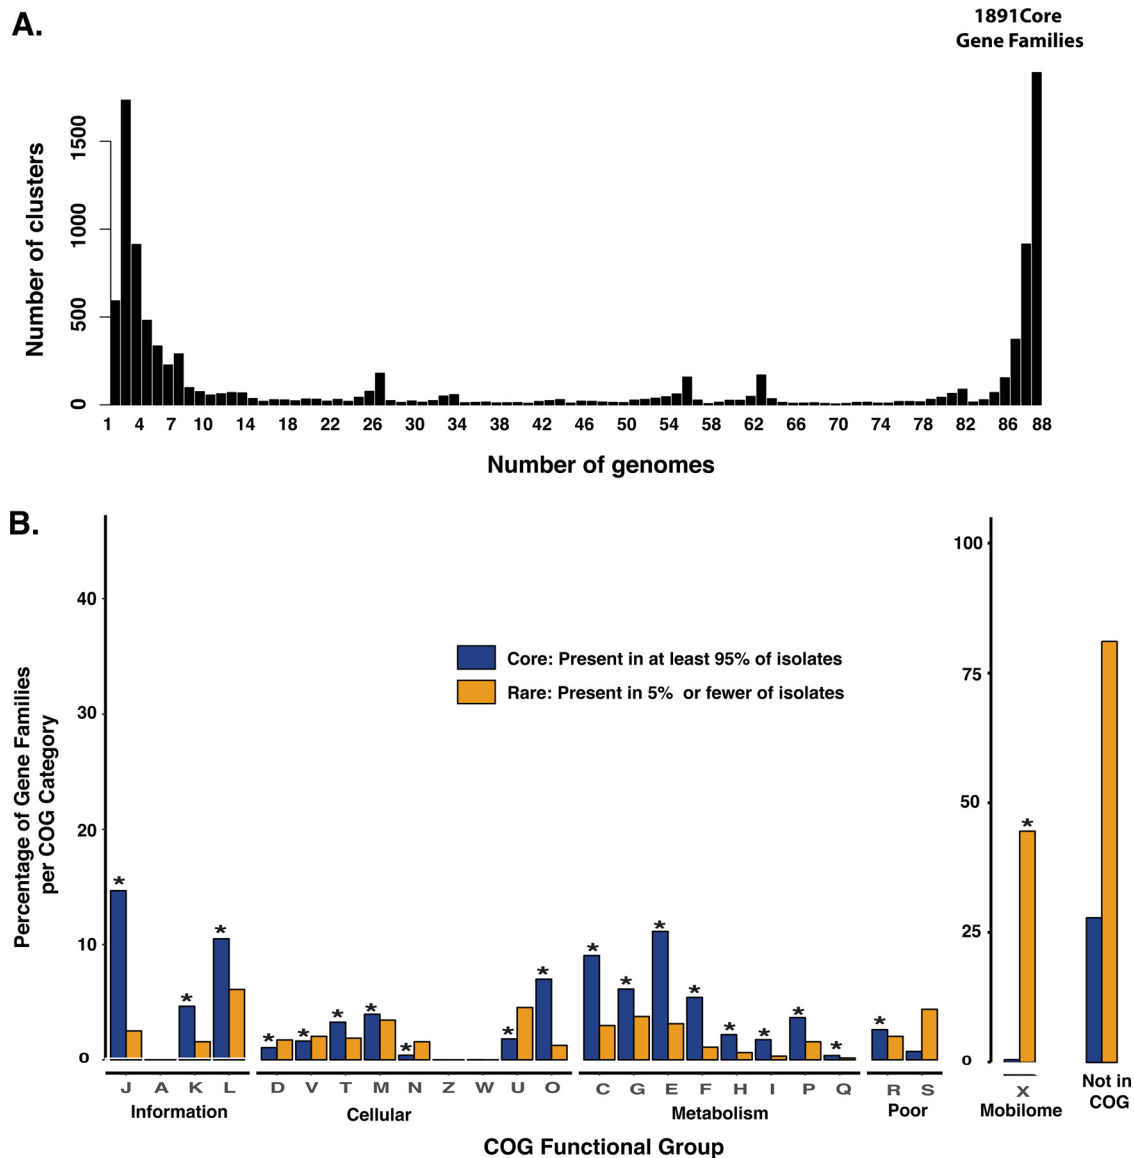 A.
1891Core
Gene Families
Number of clusters
1500
1000
500
0
1 4 7 10 14 18 22 26 30 34 38 42 46 50 54 58 62 66 70 74 78 82 86 88
Number of genomes
B.
Percentage of Gene Families
per COG Category
40
30
20
10
0
Core: Present in at least 95% of isolates
Rare: Present in 5% or fewer of isolates
100
75
50
25
0
* * * * * * * * * * * * * * * * * * * * *
J A K L D V T M N Z W U O C G E F H I P Q R S X
Information Cellular Metabolism Poor Mobilome
Not in
COG
COG Functional Group